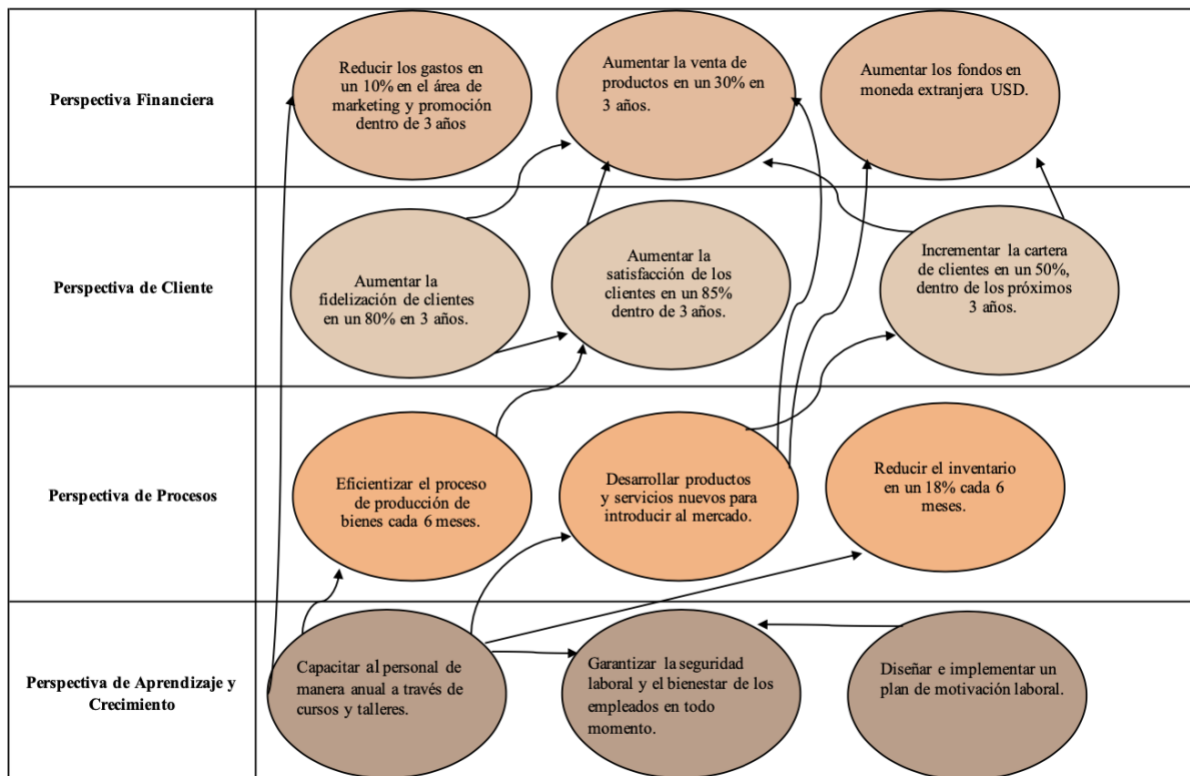 Perspectiva Financiera
Reducir los gastos en
un 10% en el área de
marketing y promoción
dentro de 3 años
Aumentar la venta de
productos en un 30% en
3 años.
Aumentar los fondos en
moneda extranjera USD.
Perspectiva de Cliente
Aumentar la
fidelización de clientes
en un 80% en 3 años.
Aumentar la
satisfacción de los
clientes en un 85%
dentro de 3 años.
Incrementar la cartera
de clientes en un 50%,
dentro de los próximos
3 años.
Perspectiva de Procesos
Eficientizar el proceso
de producción de
bienes cada 6 meses.
Desarrollar productos
y servicios nuevos para
introducir al mercado.
Reducir el inventario
en un 18% cada 6
meses.
Perspectiva de Aprendizaje y
Crecimiento
Capacitar al personal de
manera anual a través de
cursos y talleres.
Garantizar la seguridad
laboral y el bienestar de los
empleados en todo
momento.
Diseñar e implementar un
plan de motivación laboral.